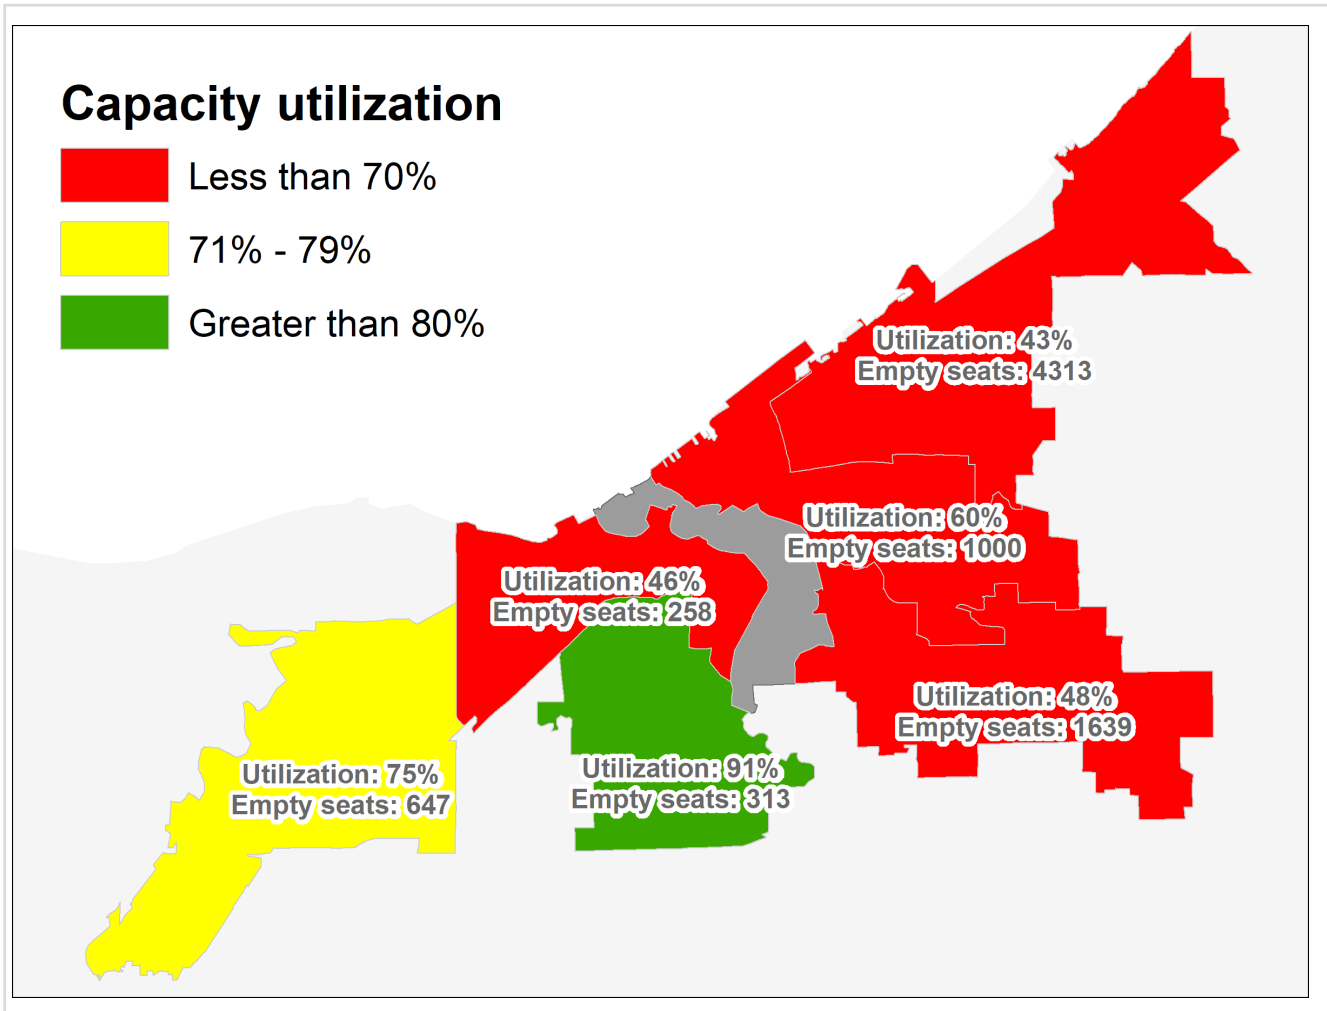 Capacity utilization
Less than 70%
71% - 79%
Greater than 80%
Utilization: 43%
Empty seats: 4313
Utilization: 60%
Empty seats: 1000
Utilization: 46%
Empty seats: 258
Utilization: 48%
Empty seats: 1639
Utilization: 91%
Empty seats: 313
Utilization: 75%
Empty seats: 647